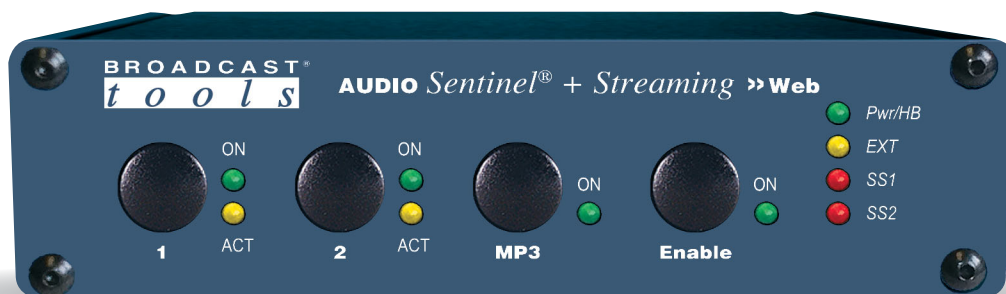 BROADCAST®
tools
AUDIO Sentinel® + Streaming »Web
Pwr/HB
EXT
SS1
SS2
ON
ACT
1
ON
ACT
2
ON
MP3
ON
Enable